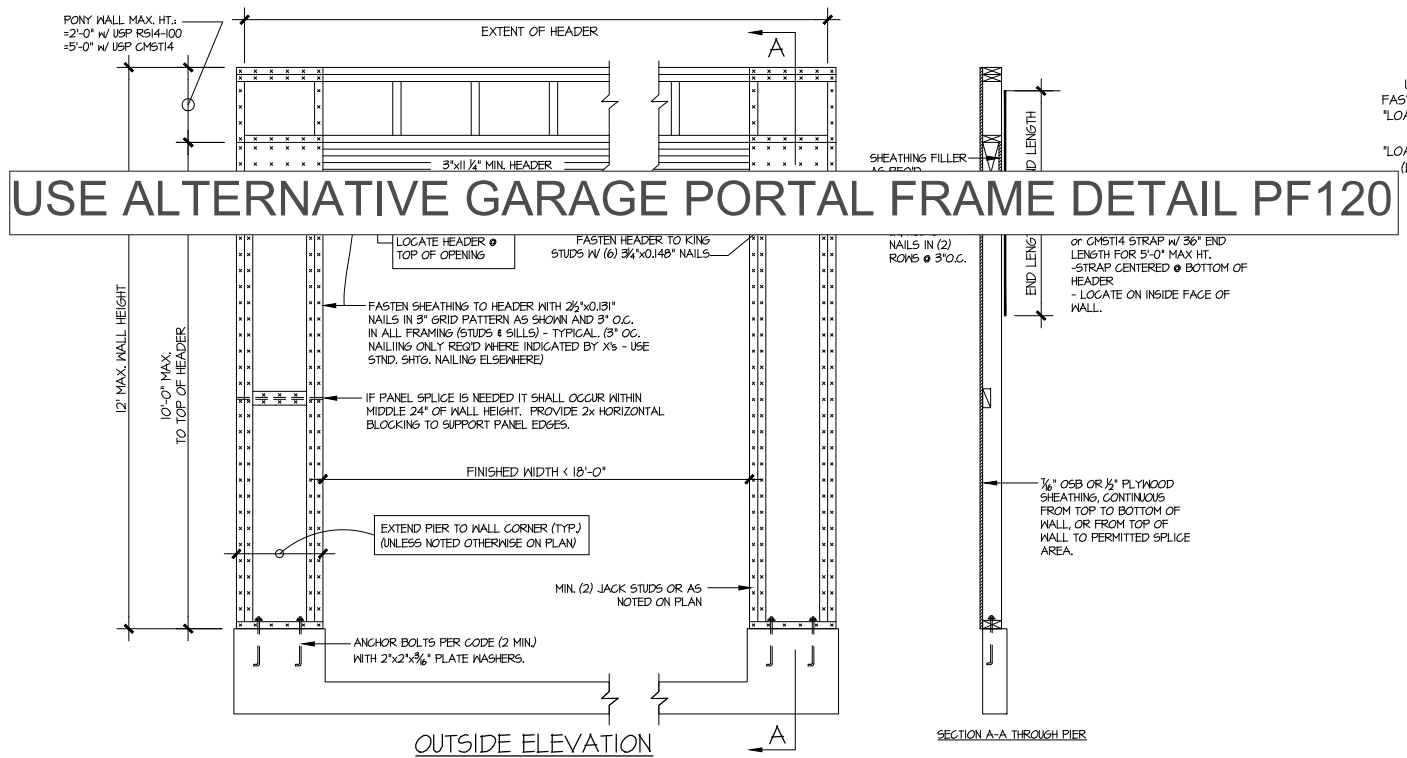 PONY WALL MAX. HT.:
=2'-0" W/ USP RS14-100
=5'-0" W/ USP CMST14
EXTENT OF HEADER
A
12' MAX. WALL HEIGHT
10'-0" MAX.
TO TOP OF HEADER
3"x11 1/4" MIN. HEADER
SHEATHING FILLER
AS REQ'D
END LENGTH
FAS
"LOA
"LOA
USE ALTERNATIVE GARAGE PORTAL FRAME DETAIL PF120
LOCATE HEADER @
TOP OF OPENING
FASTEN HEADER TO KING
STUDS W/ (6) 3 1/4"x0.148" NAILS
NAILS IN (2)
ROWS @ 3"O.C.
END LENGTH
or CMST14 STRAP W/ 36" END
LENGTH FOR 5'-0" MAX HT.
-STRAP CENTERED @ BOTTOM OF
HEADER
- LOCATE ON INSIDE FACE OF
WALL.
FASTEN SHEATHING TO HEADER WITH 2 1/2"x0.131"
NAILS IN 3" GRID PATTERN AS SHOWN AND 3" O.C.
IN ALL FRAMING (STUDS & SILLS) - TYPICAL. (3" OC.
NAILIING ONLY REQ'D WHERE INDICATED BY X's - USE
STND. SHTG. NAILING ELSEWHERE)
IF PANEL SPLICE IS NEEDED IT SHALL OCCUR WITHIN
MIDDLE 24" OF WALL HEIGHT. PROVIDE 2x HORIZONTAL
BLOCKING TO SUPPORT PANEL EDGES.
FINISHED WIDTH < 18'-0"
EXTEND PIER TO WALL CORNER (TYP.)
(UNLESS NOTED OTHERWISE ON PLAN)
7/16" OSB OR 1/2" PLYWOOD
SHEATHING, CONTINUOUS
FROM TOP TO BOTTOM OF
WALL, OR FROM TOP OF
WALL TO PERMITTED SPLICE
AREA.
MIN. (2) JACK STUDS OR AS
NOTED ON PLAN
ANCHOR BOLTS PER CODE (2 MIN.)
WITH 2"x2"x3/16" PLATE WASHERS.
A
OUTSIDE ELEVATION
SECTION A-A THROUGH PIER